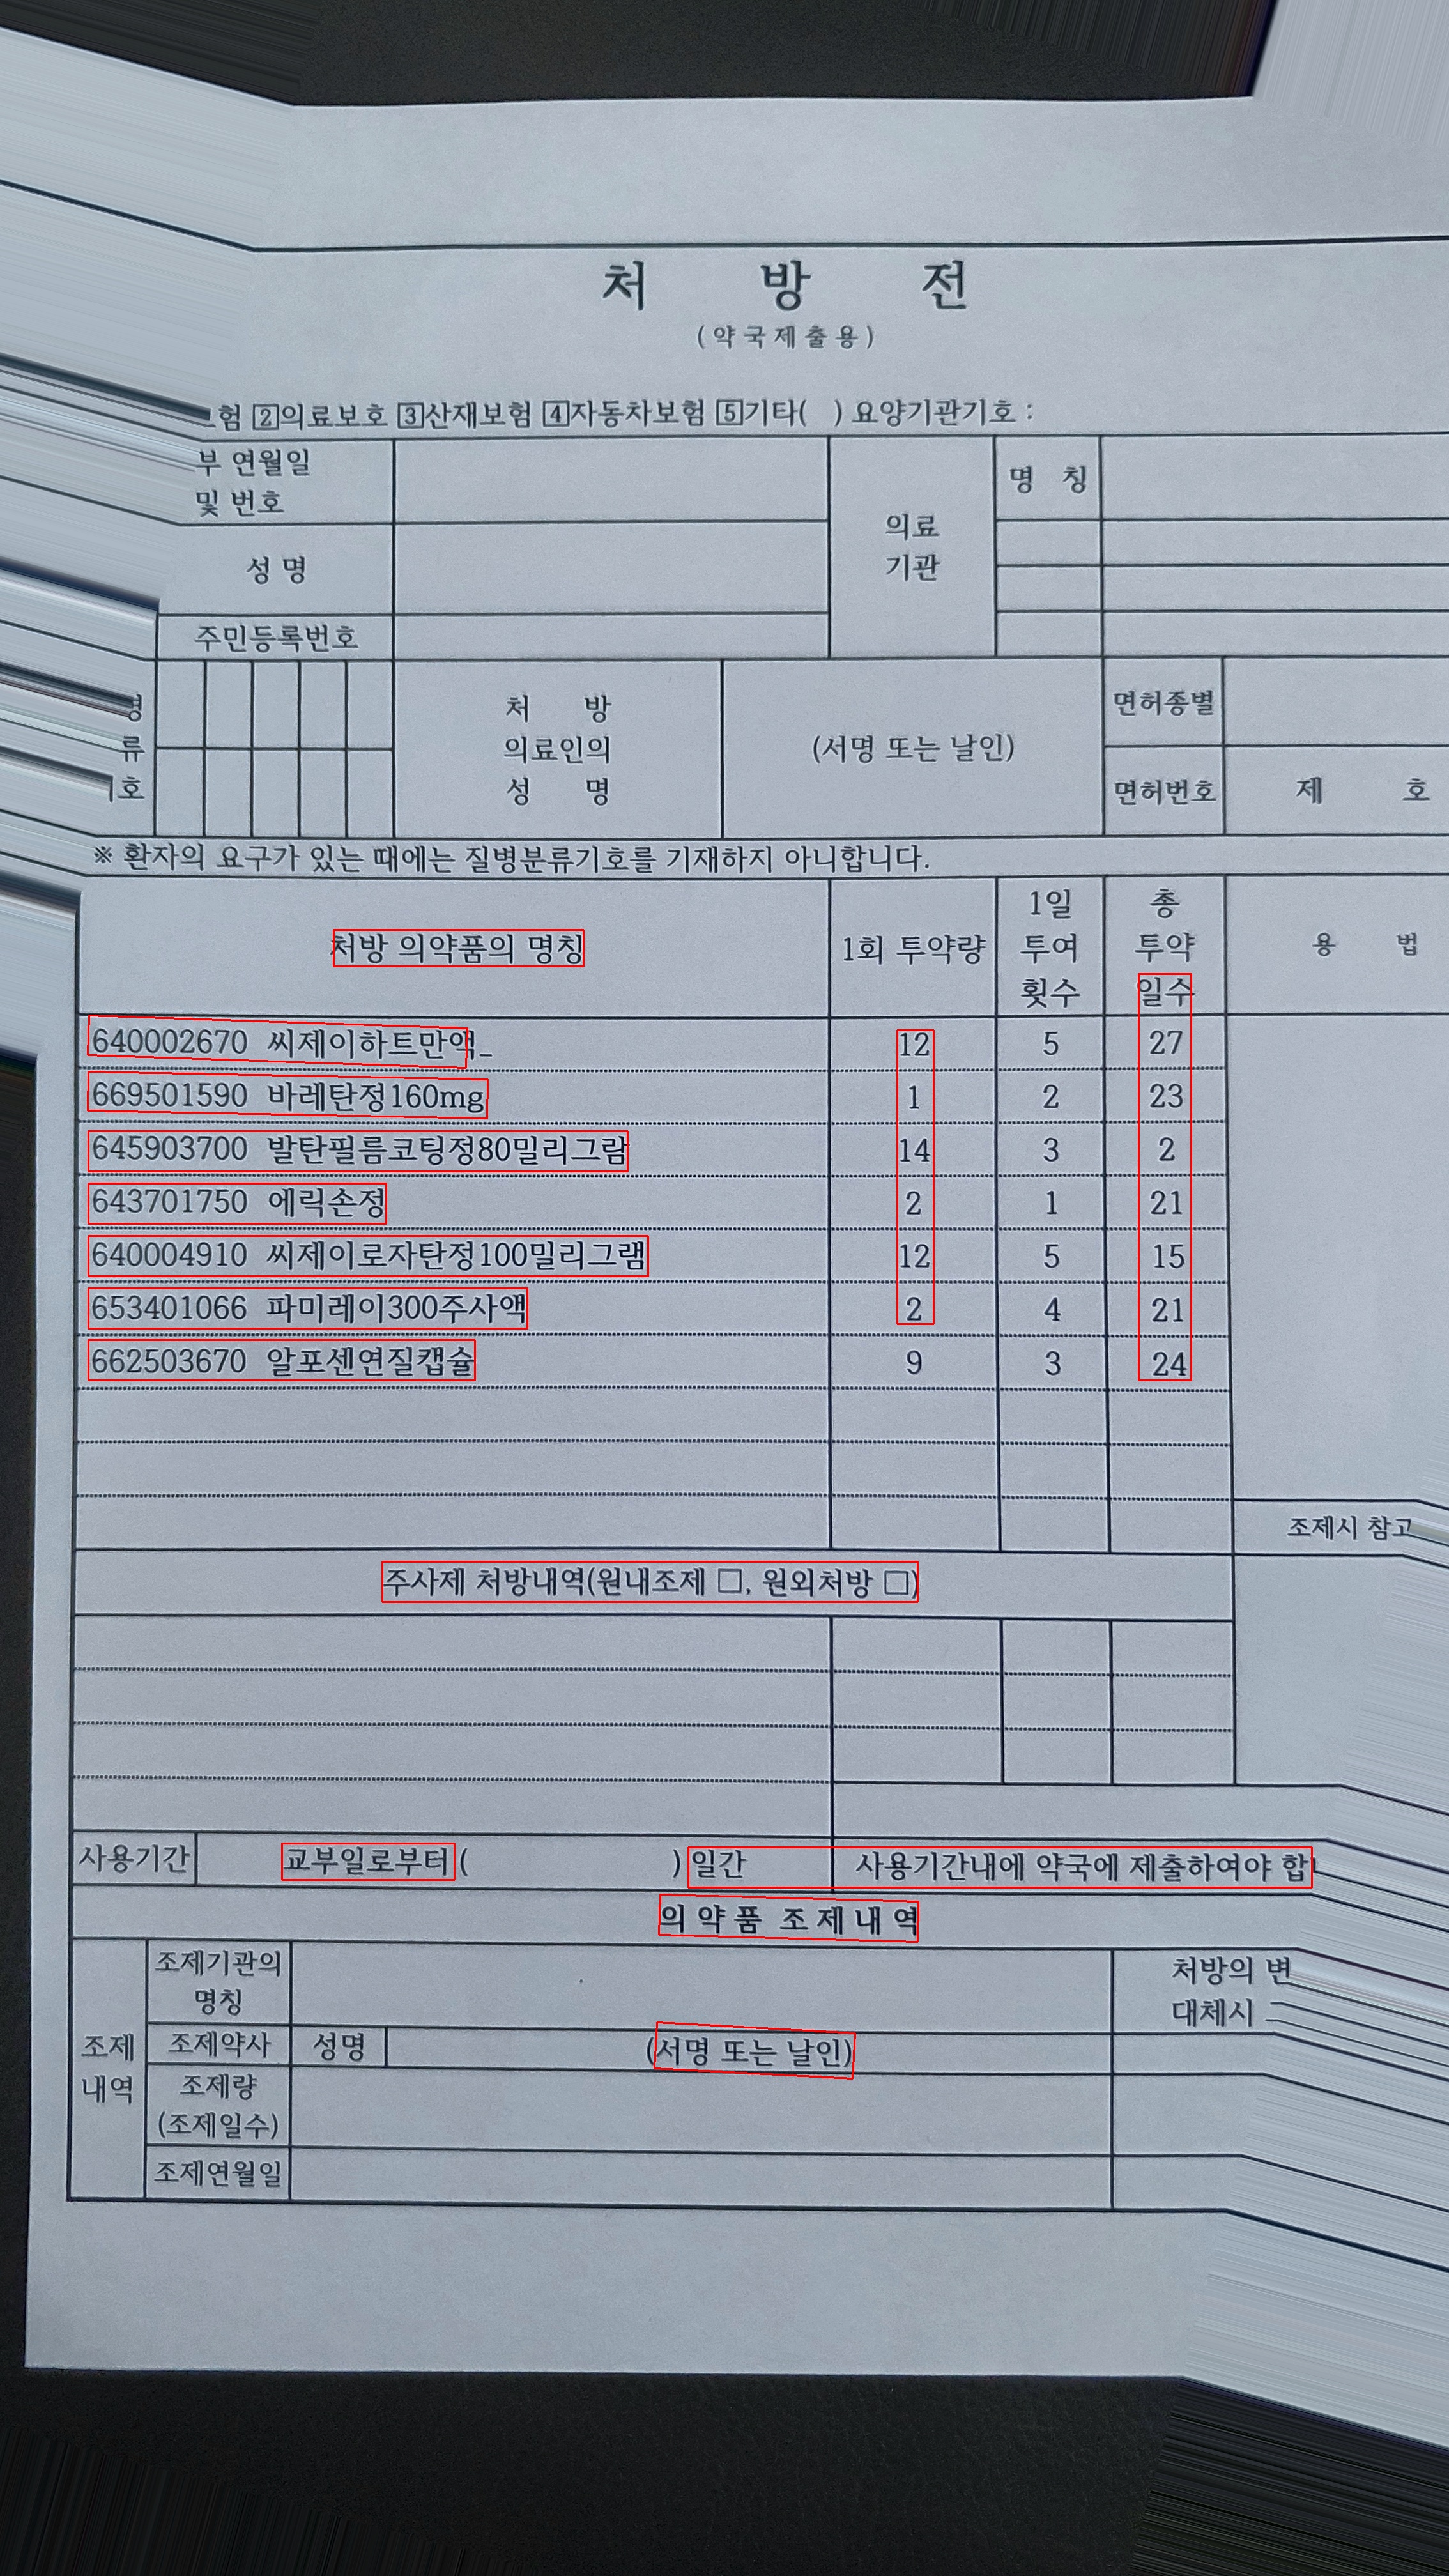 처 방 전
(약국제출용)
험 2의료보호 3산재보험 4자동차보험 5기타( ) 요양기관기호 :
부 연월일
및 번호
의료
기관
명 칭
성 명
주민등록번호
류
호
처 방
의료인의
성 명
(서명 또는 날인)
면허종별
면허번호
제 호
※ 환자의 요구가 있는 때에는 질병분류기호를 기재하지 아니합니다.
처방 의약품의 명칭
1회 투약량
1일
투여
횟수
총
투약
일수
용 법
640002670 씨제이하트만액_ 12 5 27
669501590 바레탄정160mg 1 2 23
645903700 발탄필름코팅정80밀리그람 14 3 2
643701750 에릭손정 2 1 21
640004910 씨제이로자탄정100밀리그램 12 5 15
653401066 파미레이300주사액 2 4 21
662503670 알포센연질캡슐 9 3 24
조제시 참고
주사제 처방내역(원내조제 □, 원외처방 □)
사용기간 교부일로부터 ( ) 일간 사용기간내에 약국에 제출하여야 합
의 약 품 조 제 내 역
조제
내역
조제기관의
명칭
처방의 변
대체시
조제약사 성명 (서명 또는 날인)
조제량
(조제일수)
조제연월일